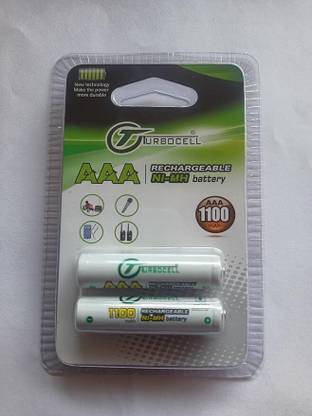 New technology
Make the power
more durable
TURBOCELL
AAA RECHARGEABLE
Ni-MH battery
AAA
1100
mAh
TURBOCELL
AAA
1100 RECHARGEABLE
Ni-MH battery